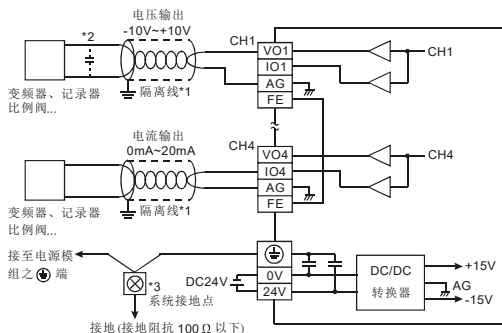 电压输出
-10V~+10V
*2
CH1
VO1
IO1
AG
FE
CH1
隔离线*1
变频器、记录器
比例阀...
电流输出
0mA~20mA
CH4
VO4
IO4
AG
FE
CH4
隔离线*1
变频器、记录器
比例阀...
接至电源模
组之 端
*3
系统接地点
接地(接地阻抗 100 Ω 以下)
DC24V
0V
24V
DC/DC
转换器
+15V
AG
-15V